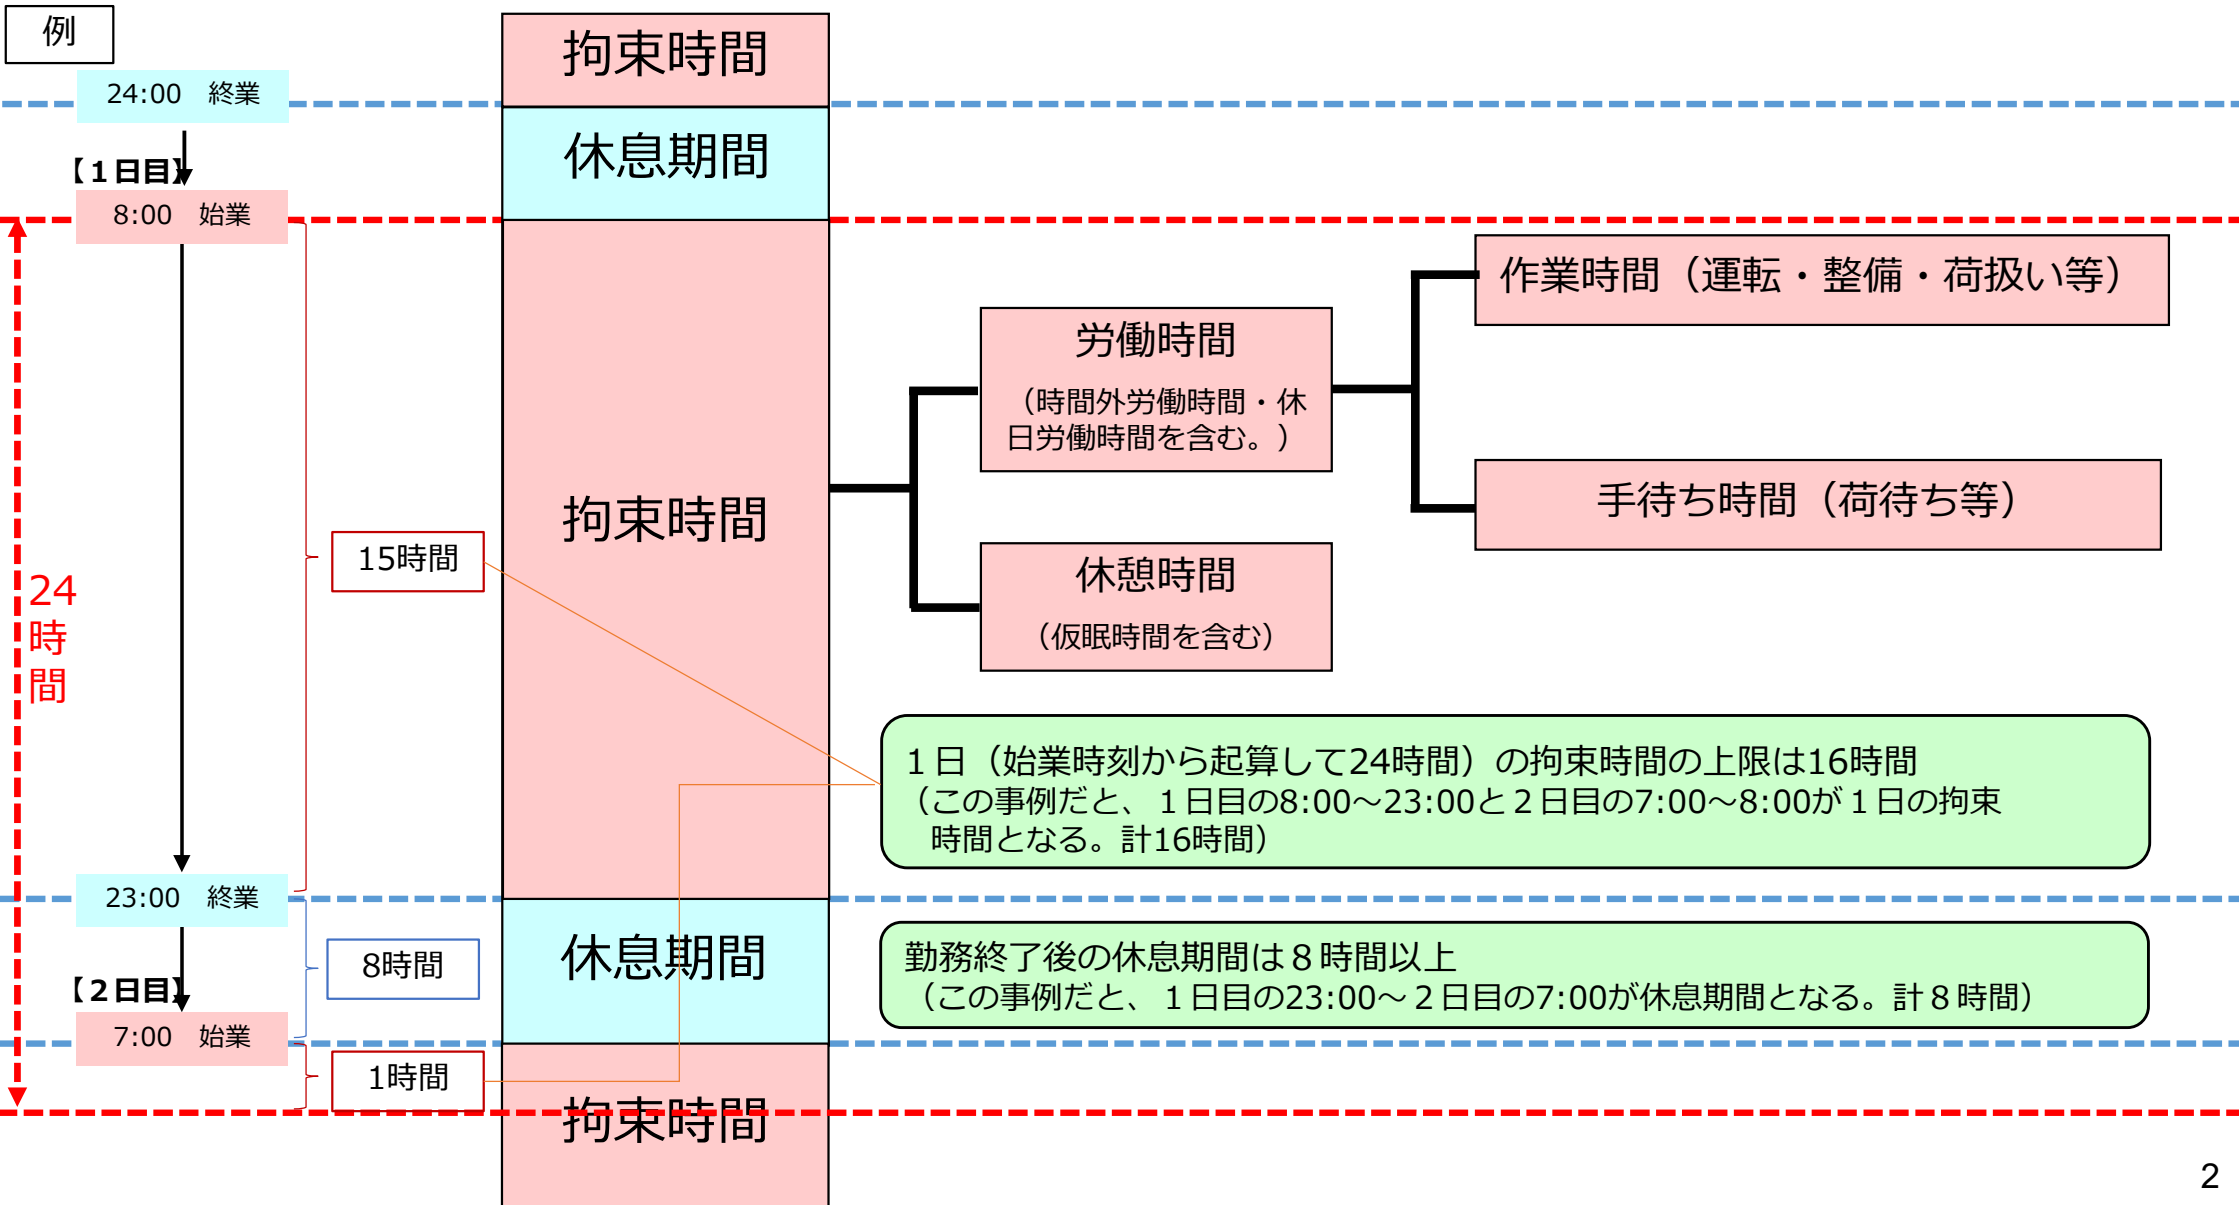 例
拘束時間
24:00　終業
休息期間
【１日目】
8:00　始業
作業時間（運転・整備・荷扱い等）
労働時間
（時間外労働時間・休
日労働時間を含む。）
手待ち時間（荷待ち等）
拘束時間
15時間
休憩時間
（仮眠時間を含む）
24
時
間
１日（始業時刻から起算して24時間）の拘束時間の上限は16時間
（この事例だと、１日目の8:00～23:00と２日目の7:00～8:00が１日の拘束
時間となる。計16時間）
23:00　終業
休息期間
8時間
勤務終了後の休息期間は８時間以上
（この事例だと、１日目の23:00～２日目の7:00が休息期間となる。計８時間）
【２日目】
7:00　始業
1時間
拘束時間
2